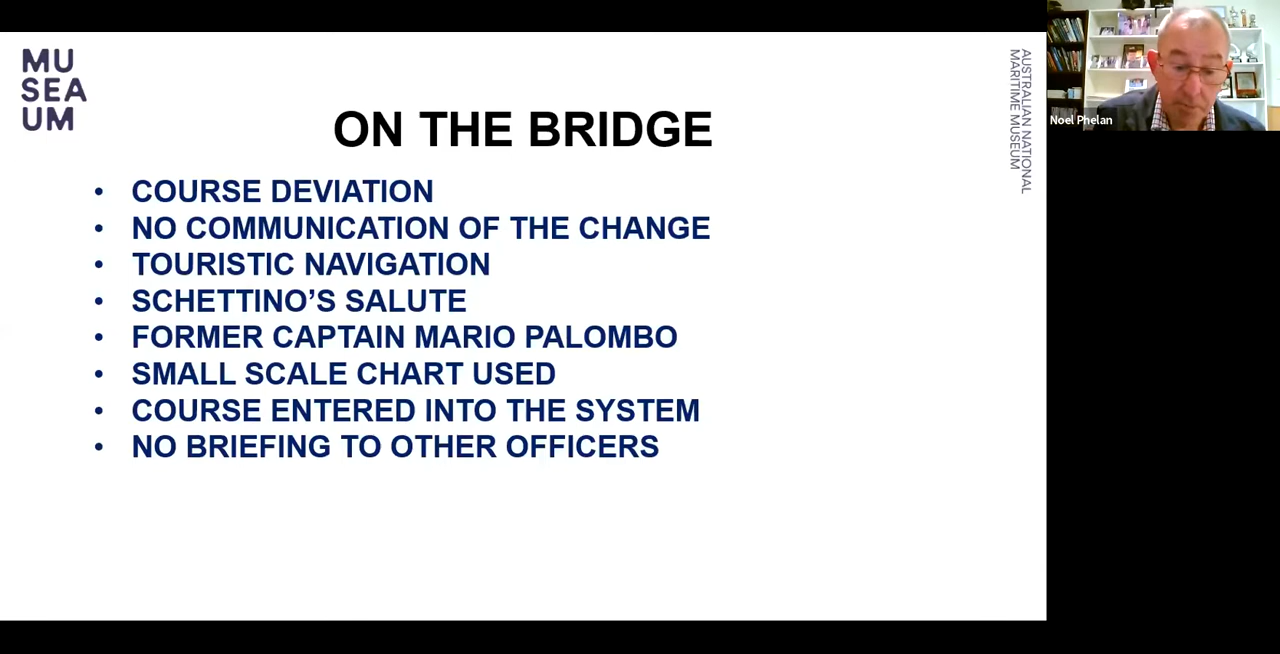 MU
SEA
UM
AUSTRALIAN NATIONAL
MARITIME MUSEUM
Noel Phelan
ON THE BRIDGE
• COURSE DEVIATION
• NO COMMUNICATION OF THE CHANGE
• TOURISTIC NAVIGATION
• SCHETTINO’S SALUTE
• FORMER CAPTAIN MARIO PALOMBO
• SMALL SCALE CHART USED
• COURSE ENTERED INTO THE SYSTEM
• NO BRIEFING TO OTHER OFFICERS